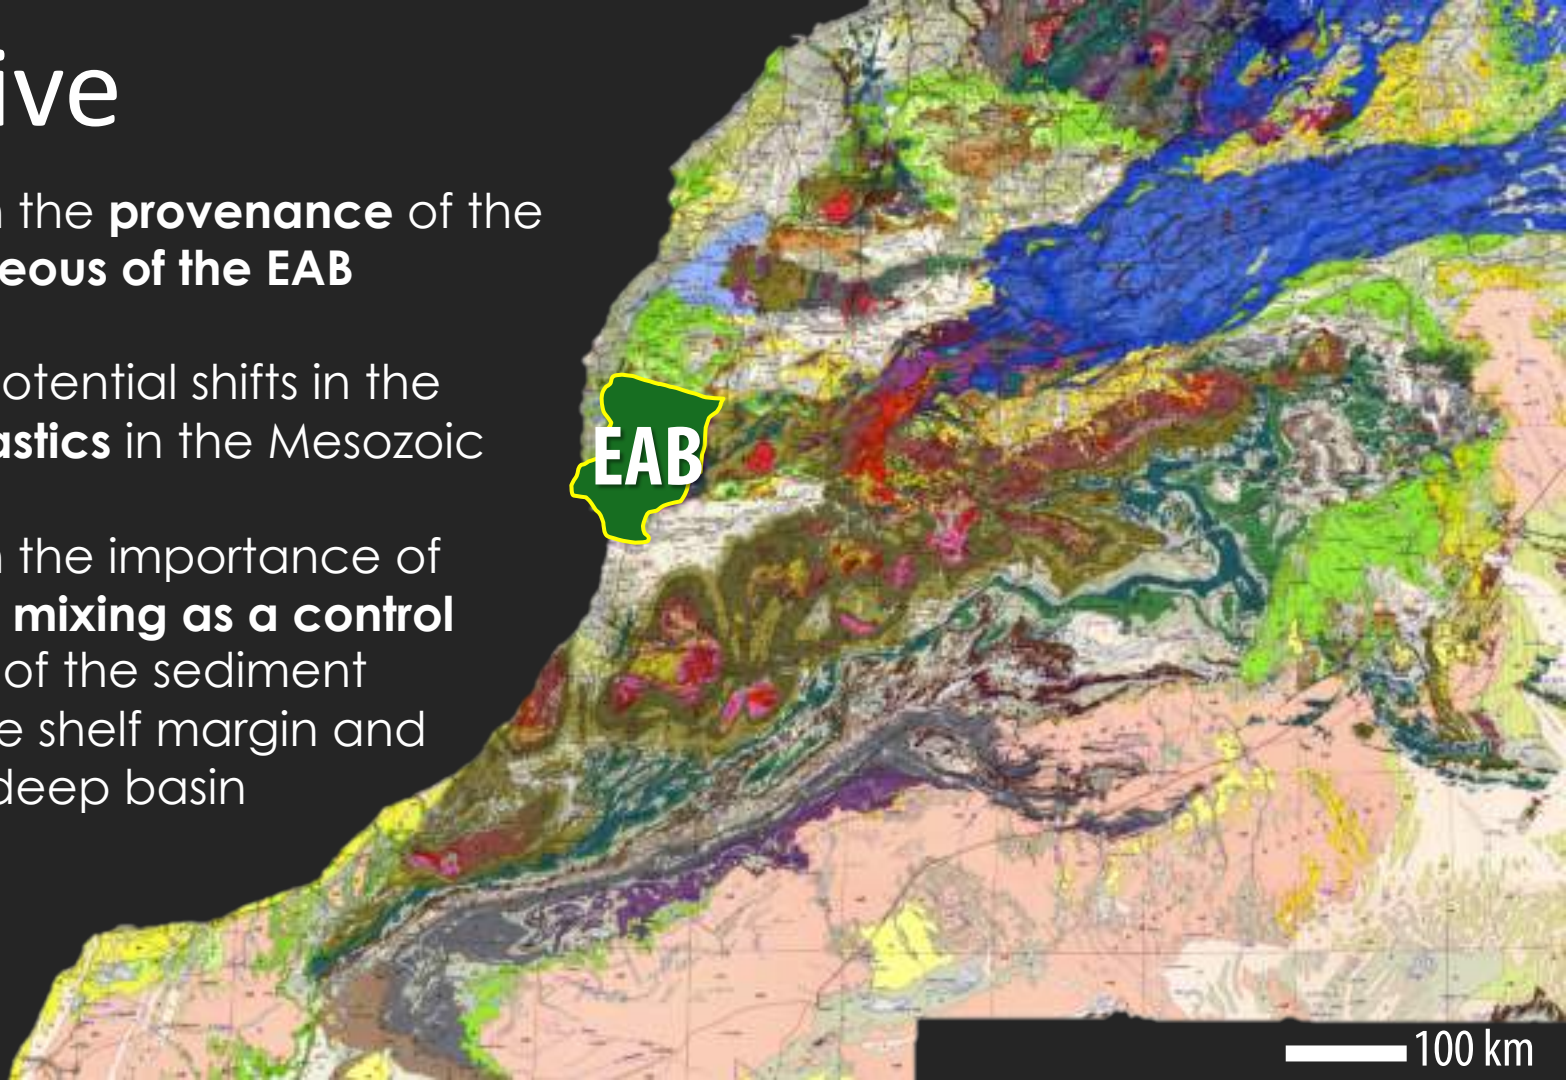 ive
the provenance of the
eous of the EAB
otential shifts in the
astics in the Mesozoic
the importance of
mixing as a control
of the sediment
e shelf margin and
deep basin
EAB
100 km